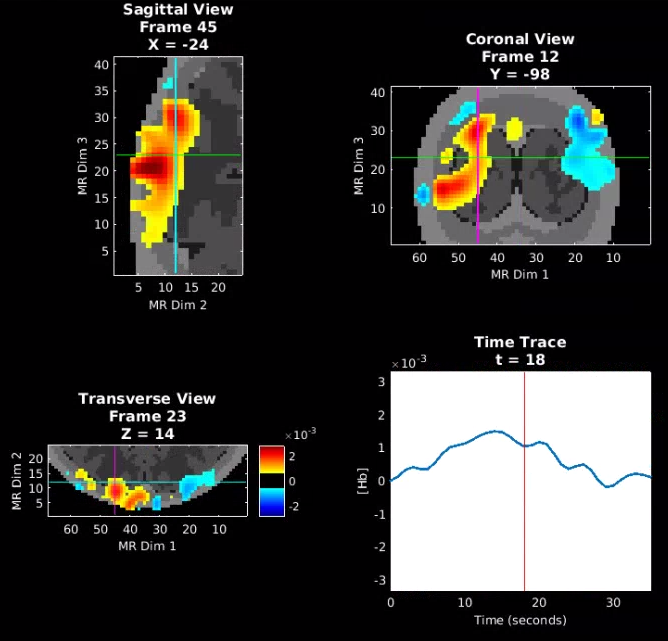 Sagittal View
Frame 45
X = -24
40
35
30
25
20
15
10
5
MR Dim 3
5 10 15 20
MR Dim 2
Coronal View
Frame 12
Y = -98
40
30
20
10
MR Dim 3
60 50 40 30 20 10
MR Dim 1
Transverse View
Frame 23
Z = 14
20
15
10
5
MR Dim 2
60 50 40 30 20 10
MR Dim 1
×10⁻³
2
0
-2
Time Trace
t = 18
×10⁻³
3
2
1
0
-1
-2
-3
[Hb]
0 10 20 30
Time (seconds)